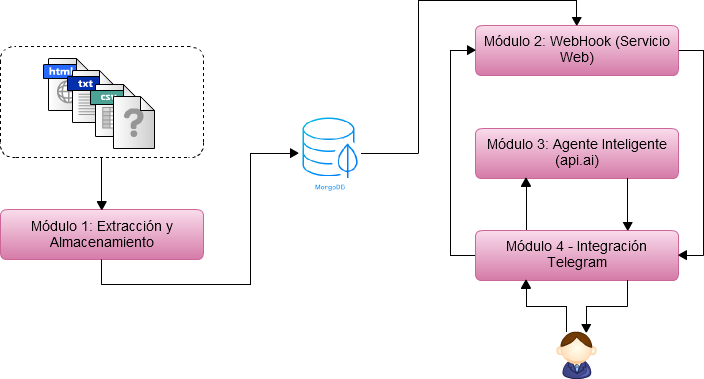 html
txt
csv
?
Módulo 1: Extracción y
Almacenamiento
MongoDB
Módulo 2: WebHook (Servicio
Web)
Módulo 3: Agente Inteligente
(api.ai)
Módulo 4 - Integración
Telegram